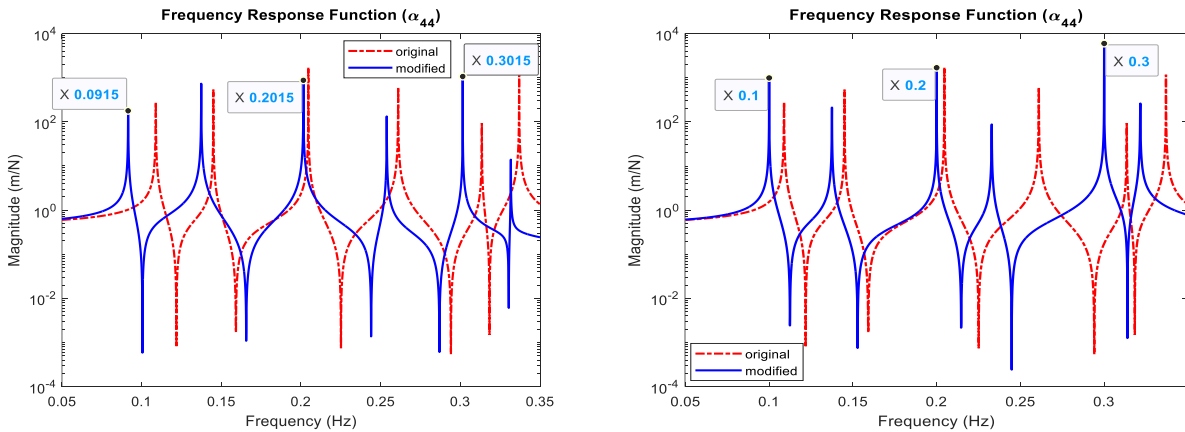 Frequency Response Function (α44)
Magnitude (m/N)
10^4
10^2
10^0
10^-2
10^-4
X 0.0915
X 0.2015
X 0.3015
original
modified
0.05
0.1
0.15
0.2
0.25
0.3
0.35
Frequency (Hz)
Frequency Response Function (α44)
Magnitude (m/N)
10^4
10^2
10^0
10^-2
10^-4
X 0.1
X 0.2
X 0.3
original
modified
0.05
0.1
0.15
0.2
0.25
0.3
Frequency (Hz)